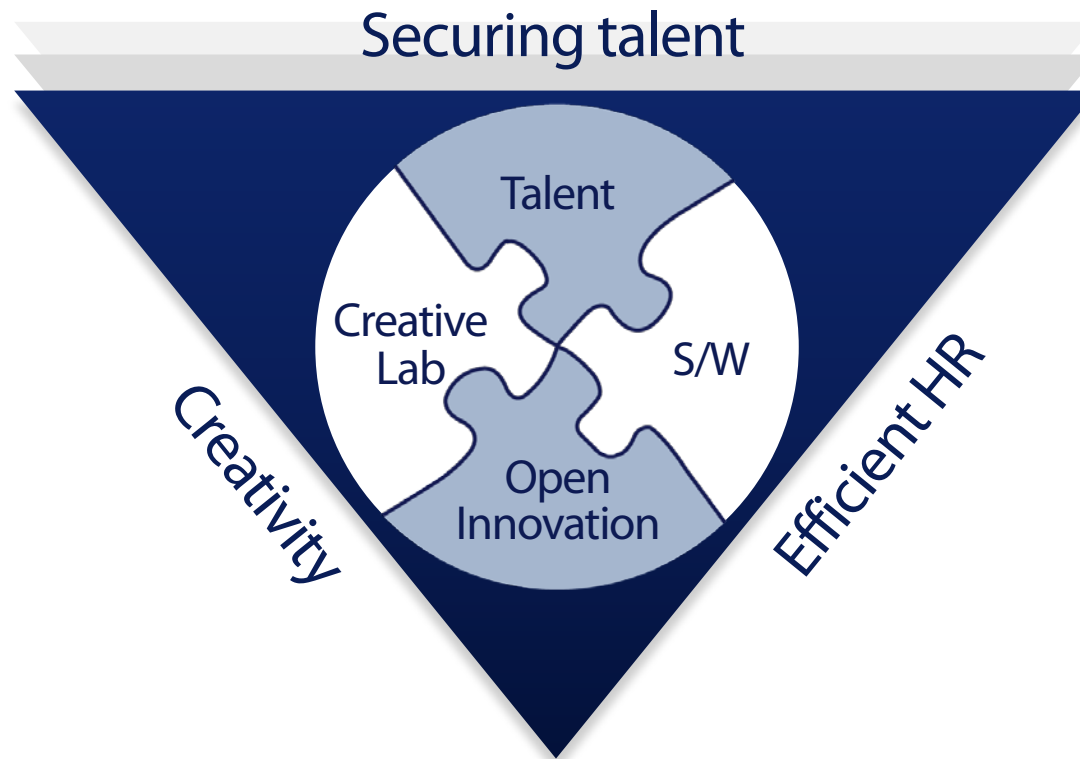 Securing talent
Talent
Creative
Lab
S/W
Open
Innovation
Creativity
Efficient HR